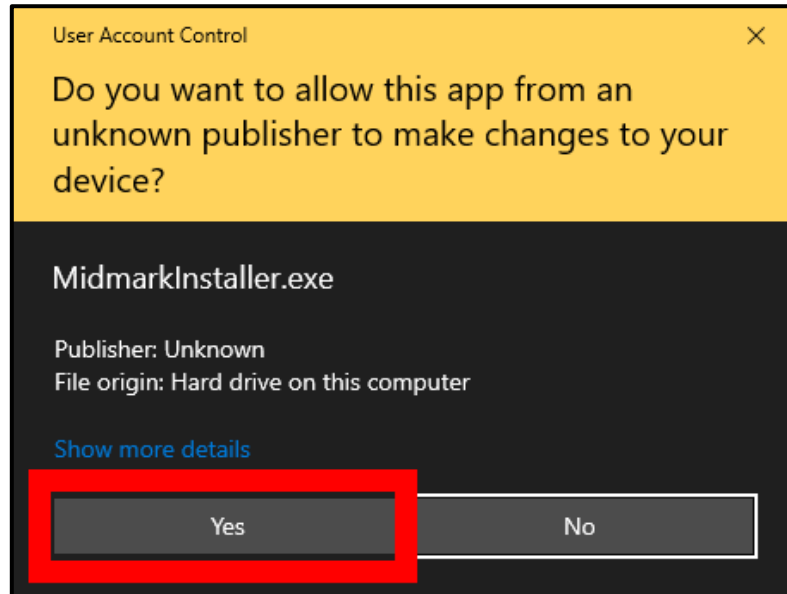 User Account Control
Do you want to allow this app from an
unknown publisher to make changes to your
device?
MidmarkInstaller.exe
Publisher: Unknown
File origin: Hard drive on this computer
Show more details
Yes
No